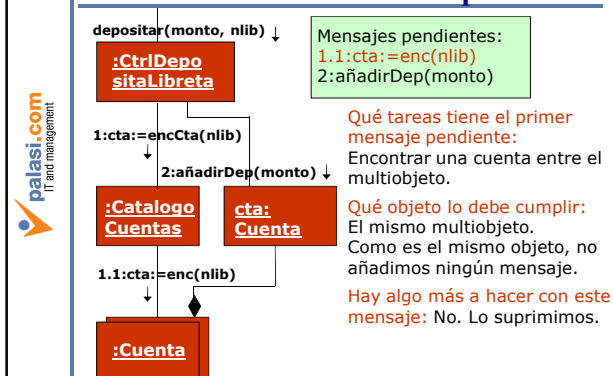 depositar(monto, nlib) ↓
:CtrlDepo
sitaLibreta
Mensajes pendientes:
1.1:cta:=enc(nlib)
2:añadirDep(monto)
palasi.com
IT and management
1:cta:=encCta(nlib)
↓
2:añadirDep(monto) ↓
:Catalogo
Cuentas
cta:
Cuenta
1.1:cta:=enc(nlib)
↓
:Cuenta
Qué tareas tiene el primer
mensaje pendiente:
Encontrar una cuenta entre el
multiobjeto.
Qué objeto lo debe cumplir:
El mismo multiobjeto.
Como es el mismo objeto, no
añadimos ningún mensaje.
Hay algo más a hacer con este
mensaje: No. Lo suprimimos.